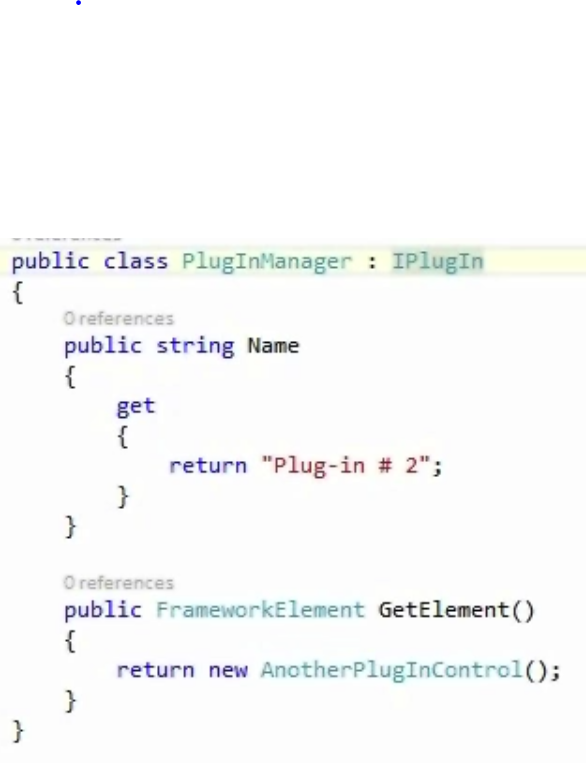 public class PlugInManager : IPlugIn
{
0 references
public string Name
{
get
{
return "Plug-in # 2";
}
}
0 references
public FrameworkElement GetElement()
{
return new AnotherPlugInControl();
}
}